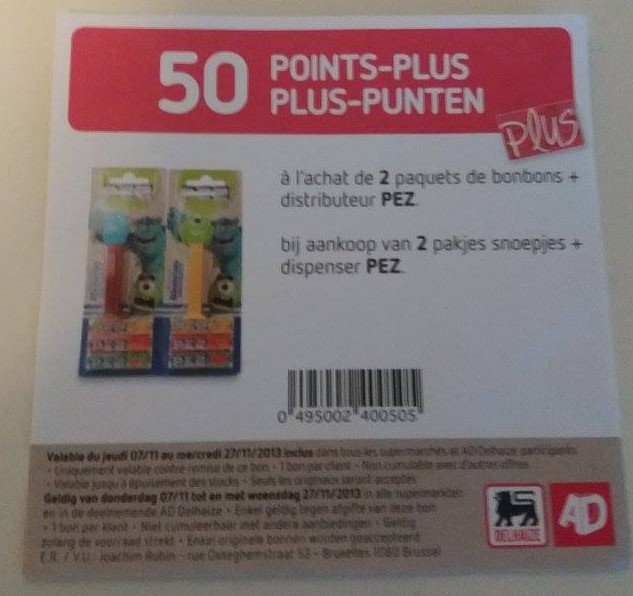 50 POINTS-PLUS
PLUS-PUNTEN
Plus
à l'achat de 2 paquets de bonbons +
distributeur PEZ.
bij aankoop van 2 pakjes snoepjes +
dispenser PEZ.
0 495002 400505
Valable du jeudi 07/11 au mercredi 27/11/2013 inclus dans tous les supermarchés et AD Delhaize participants
• Uniquement valable contre remise de ce bon • 1 bon par client • Non cumulable avec d'autres offres
• Valable jusqu'à épuisement des stocks • Seuls les originaux seront acceptés
Geldig van donderdag 07/11 tot en met woensdag 27/11/2013 in alle supermarkten
en in de deelnemende AD Delhaize • Enkel geldig tegen afgifte van deze bon
• 1 bon per klant • Niet cumuleerbaar met andere aanbiedingen • Geldig
zolang de voorraad strekt • Enkel originele bonnen worden geaccepteerd
E.R. / V.U.: Joachim Rubin - rue Osseghemstraat 53 - Bruxelles 1080 Brussel
DELHAIZE
AD